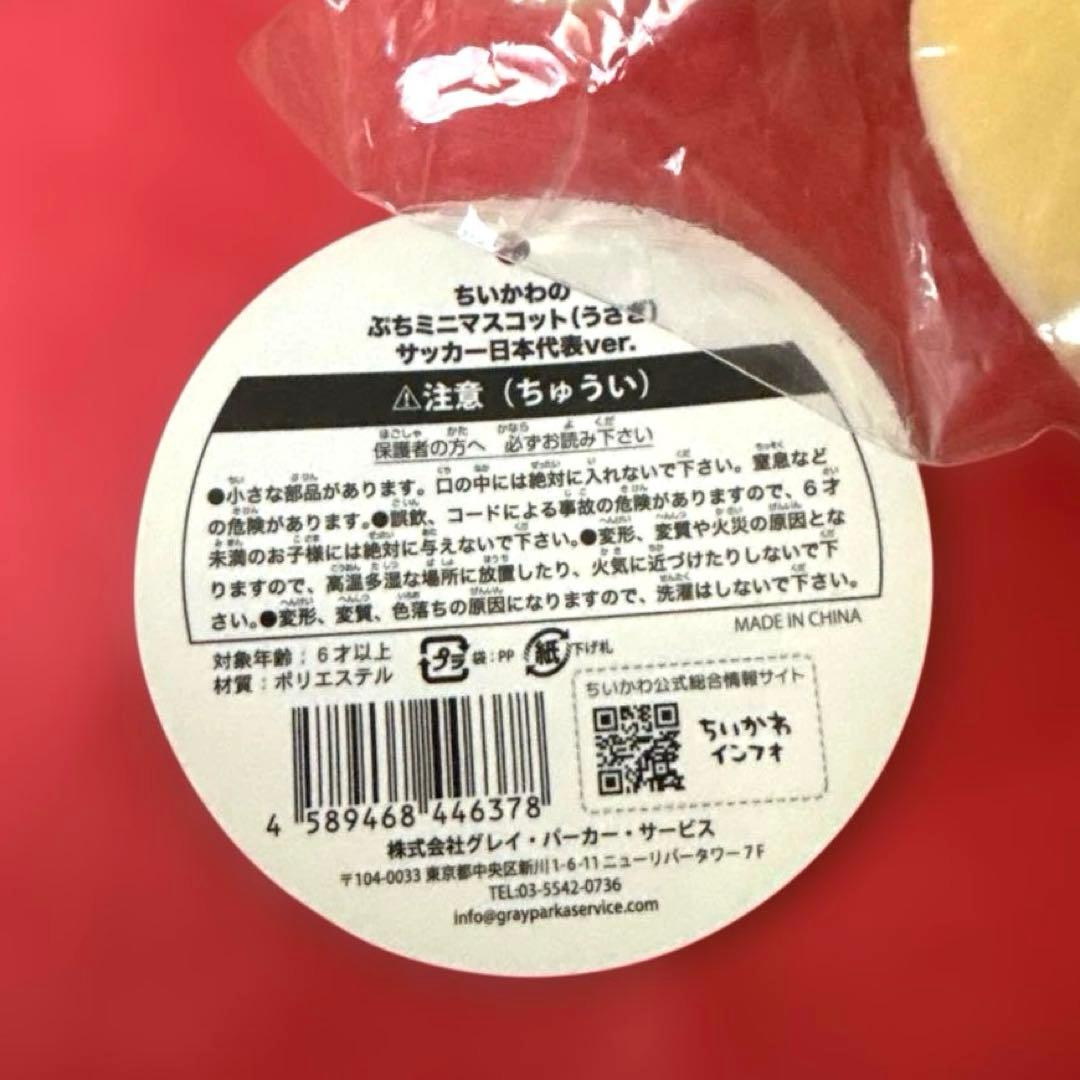 ちいかわの
ぷちミニマスコット(うさぎ)
サッカー日本代表ver.
⚠注意（ちゅうい）
保護者の方へ 必ずお読み下さい
●小さな部品があります。口の中には絶対に入れないで下さい。窒息など
の危険があります。●誤飲、コードによる事故の危険がありますので、6才
未満のお子様には絶対に与えないで下さい。●変形、変質や火災の原因とな
りますので、高温多湿な場所に放置したり、火気に近づけたりしないで下
さい。●変形、変質、色落ちの原因になりますので、洗濯はしないで下さい。
MADE IN CHINA
対象年齢：6才以上
材質：ポリエステル
プラ 袋：PP 紙 下げ札
ちいかわ公式総合情報サイト
ちいかわ
インフォ
4 589468 446378
株式会社グレイ・パーカー・サービス
〒104-0033 東京都中央区新川1-6-11 ニューリバータワー7F
TEL:03-5542-0736
info@grayparkaservice.com